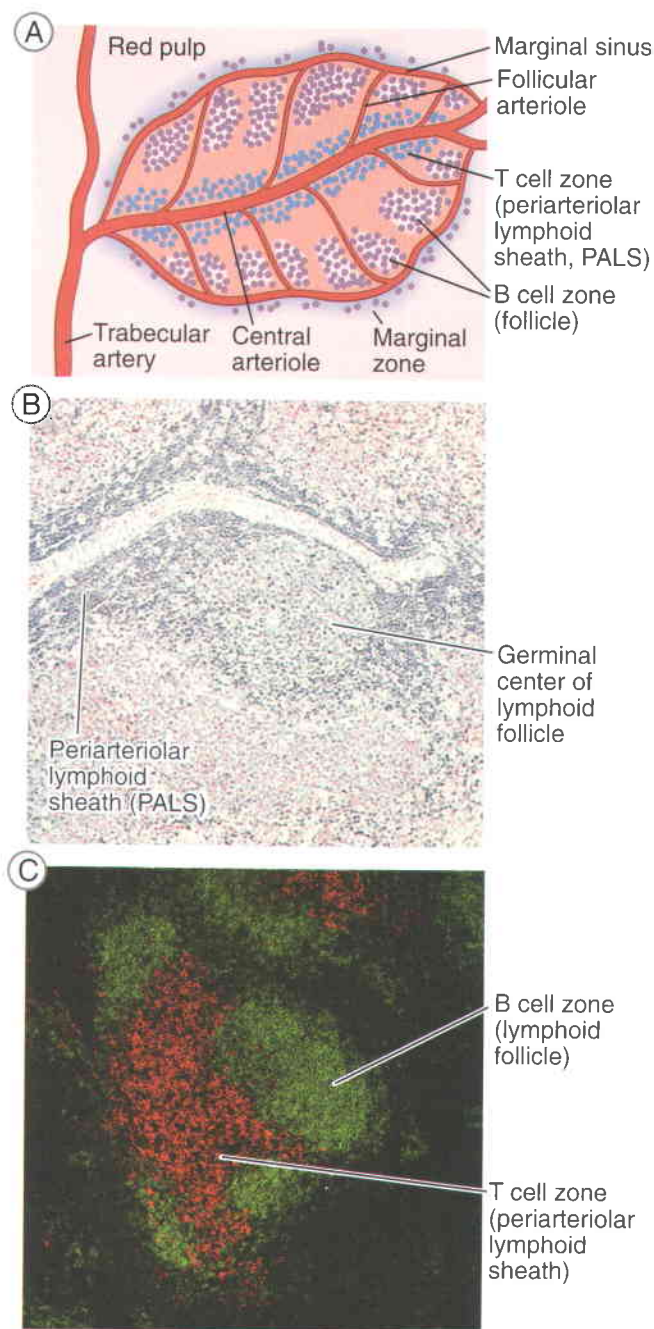 A
Red pulp
Marginal sinus
Follicular
arteriole
T cell zone
(periarteriolar
lymphoid
sheath, PALS)
B cell zone
(follicle)
Trabecular
artery
Central
arteriole
Marginal
zone
B
Germinal
center of
lymphoid
follicle
Periarteriolar
lymphoid
sheath (PALS)
C
B cell zone
(lymphoid
follicle)
T cell zone
(periarteriolar
lymphoid
sheath)